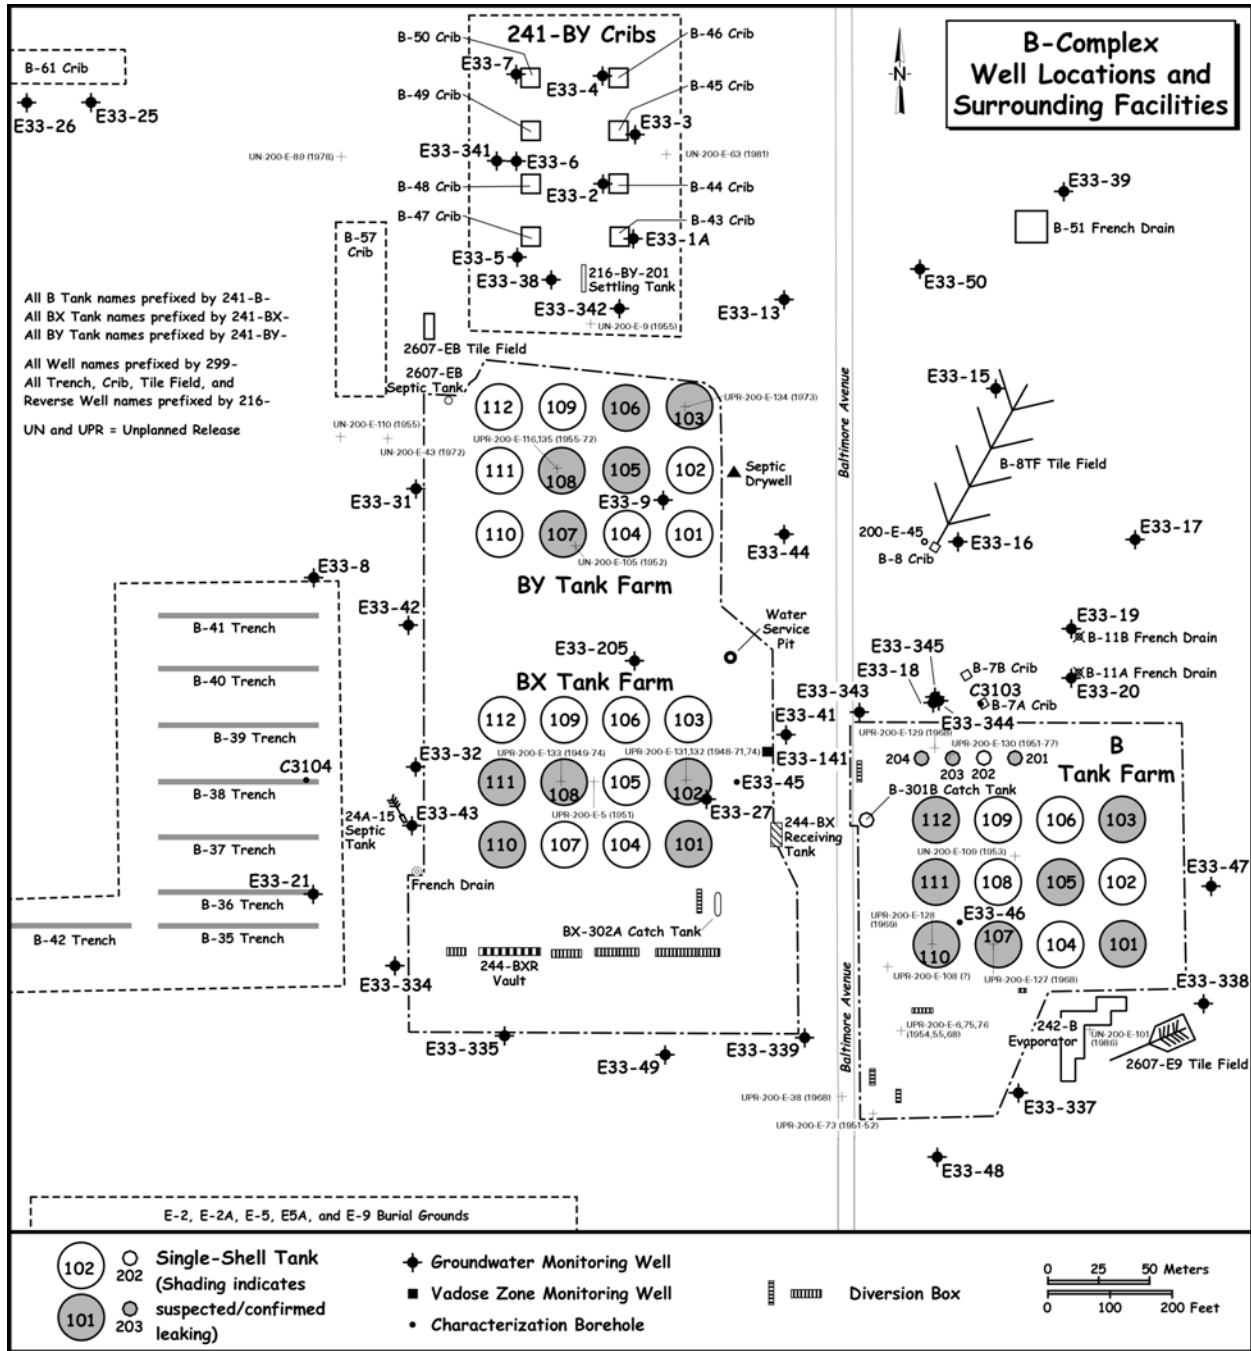 B-Complex
Well Locations and
Surrounding Facilities
N
B-61 Crib
E33-26
E33-25
241-BY Cribs
B-50 Crib
B-46 Crib
E33-7
E33-4
B-49 Crib
B-45 Crib
E33-3
UN-200-E-89 (1978)
E33-341
E33-6
UN-200-E-63 (1981)
B-48 Crib
E33-2
B-44 Crib
B-47 Crib
B-43 Crib
E33-1A
E33-5
E33-38
216-BY-201
Settling Tank
E33-342
UN-200-E-9 (1955)
E33-13
B-57
Crib
E33-39
B-51 French Drain
E33-50
All B Tank names prefixed by 241-B-
All BX Tank names prefixed by 241-BX-
All BY Tank names prefixed by 241-BY-
All Well names prefixed by 299-
All Trench, Crib, Tile Field, and
Reverse Well names prefixed by 216-
UN and UPR = Unplanned Release
2607-EB Tile Field
2607-EB
Septic Tank
112
109
106
103
UPR-200-E-134 (1973)
UN-200-E-110 (1955)
UN-200-E-43 (1972)
UPR-200-E-116,135 (1955-72)
111
108
105
102
Septic
Drywell
E33-31
E33-9
110
107
104
101
UN-200-E-105 (1952)
E33-44
BY Tank Farm
Baltimore Avenue
E33-15
B-8TF Tile Field
200-E-45
B-8 Crib
E33-16
E33-17
E33-8
B-41 Trench
B-40 Trench
B-39 Trench
C3104
B-38 Trench
B-37 Trench
E33-21
B-36 Trench
B-42 Trench
B-35 Trench
E33-42
Water
Service
Pit
E33-205
BX Tank Farm
E33-19
B-11B French Drain
B-11A French Drain
E33-20
E33-345
E33-18
B-7B Crib
C3103
B-7A Crib
E33-343
E33-344
E33-41
112
109
106
103
E33-32
UPR-200-E-133 (1949-74)
UPR-200-E-131,132 (1948-71,74)
E33-141
111
108
105
102
E33-45
UPR-200-E-5 (1951)
E33-27
24A-15
Septic
Tank
E33-43
110
107
104
101
244-BX
Receiving
Tank
French Drain
BX-302A Catch Tank
244-BXR
Vault
E33-334
E33-335
E33-49
E33-339
UPR-200-E-129 (1968)
UPR-200-E-130 (1951-77)
B
Tank Farm
204
203
202
201
B-301B Catch Tank
112
109
106
103
UN-200-E-109 (1953)
111
108
105
102
E33-47
UPR-200-E-128
(1969)
E33-46
110
107
104
101
UPR-200-E-108 (?)
UPR-200-E-127 (1968)
E33-338
Baltimore Avenue
UPR-200-E-6,75,76
(1954,55,68)
242-B
Evaporator
UN-200-E-101
(1986)
2607-E9 Tile Field
UPR-200-E-38 (1968)
E33-337
UPR-200-E-73 (1951-52)
E33-48
E-2, E-2A, E-5, E5A, and E-9 Burial Grounds
102
202
Single-Shell Tank
(Shading indicates
suspected/confirmed
leaking)
101
203
Groundwater Monitoring Well
Vadose Zone Monitoring Well
Characterization Borehole
Diversion Box
0 25 50 Meters
0 100 200 Feet